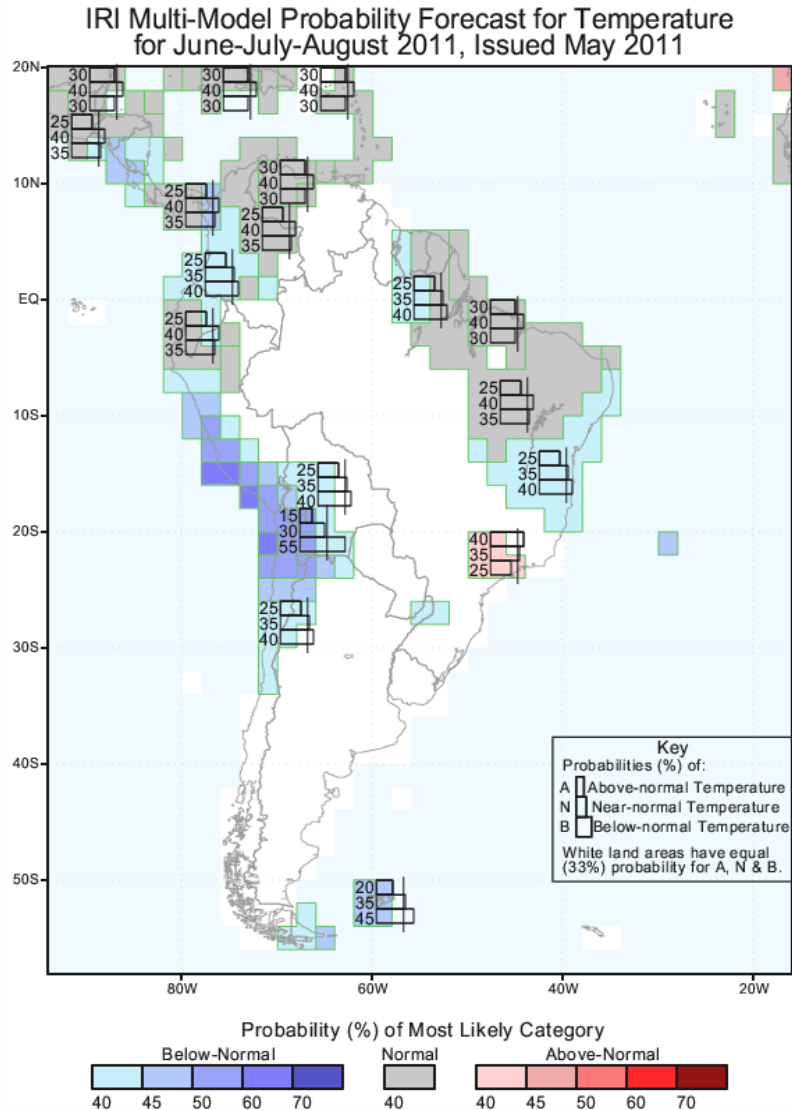 IRI Multi-Model Probability Forecast for Temperature
for June-July-August 2011, Issued May 2011
20N
30
40
30
30
40
30
30
40
30
25
40
35
10N
30
40
30
25
40
35
25
40
35
25
35
40
25
35
40
EQ
30
40
30
25
40
35
10S
25
40
35
25
35
40
25
35
40
15
30
55
20S
40
35
25
25
35
40
30S
40S
Key
Probabilities (%) of:
A Above-normal Temperature
N Near-normal Temperature
B Below-normal Temperature
White land areas have equal
(33%) probability for A, N & B.
50S
20
35
45
80W 60W 40W 20W
Probability (%) of Most Likely Category
Below-Normal Normal Above-Normal
40 45 50 60 70 40 40 45 50 60 70